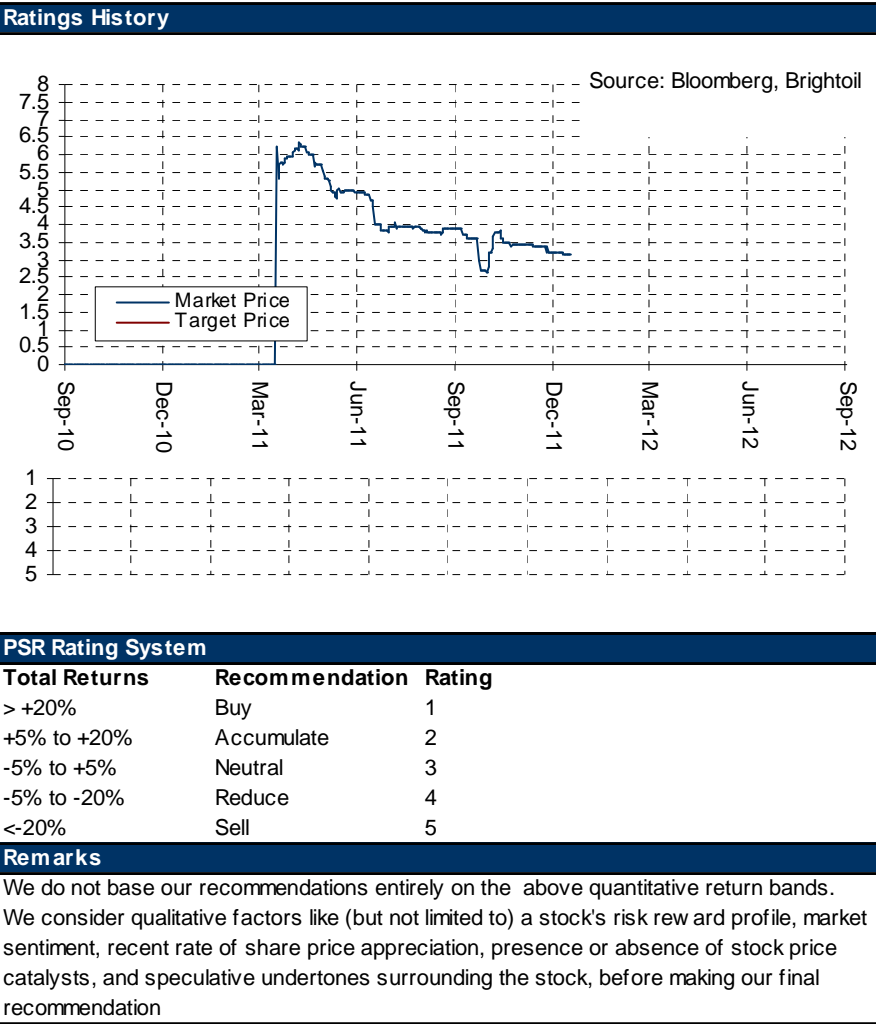 Ratings History
Source: Bloomberg, Brightoil
8
7.5
7
6.5
6
5.5
5
4.5
4
3.5
3
2.5
2
1.5
1
0.5
0
Market Price
Target Price
Sep-10
Dec-10
Mar-11
Jun-11
Sep-11
Dec-11
Mar-12
Jun-12
Sep-12
1
2
3
4
5
PSR Rating System
Total Returns Recommendation Rating
> +20% Buy 1
+5% to +20% Accumulate 2
-5% to +5% Neutral 3
-5% to -20% Reduce 4
<-20% Sell 5
Remarks
We do not base our recommendations entirely on the above quantitative return bands.
We consider qualitative factors like (but not limited to) a stock's risk reward profile, market
sentiment, recent rate of share price appreciation, presence or absence of stock price
catalysts, and speculative undertones surrounding the stock, before making our final
recommendation